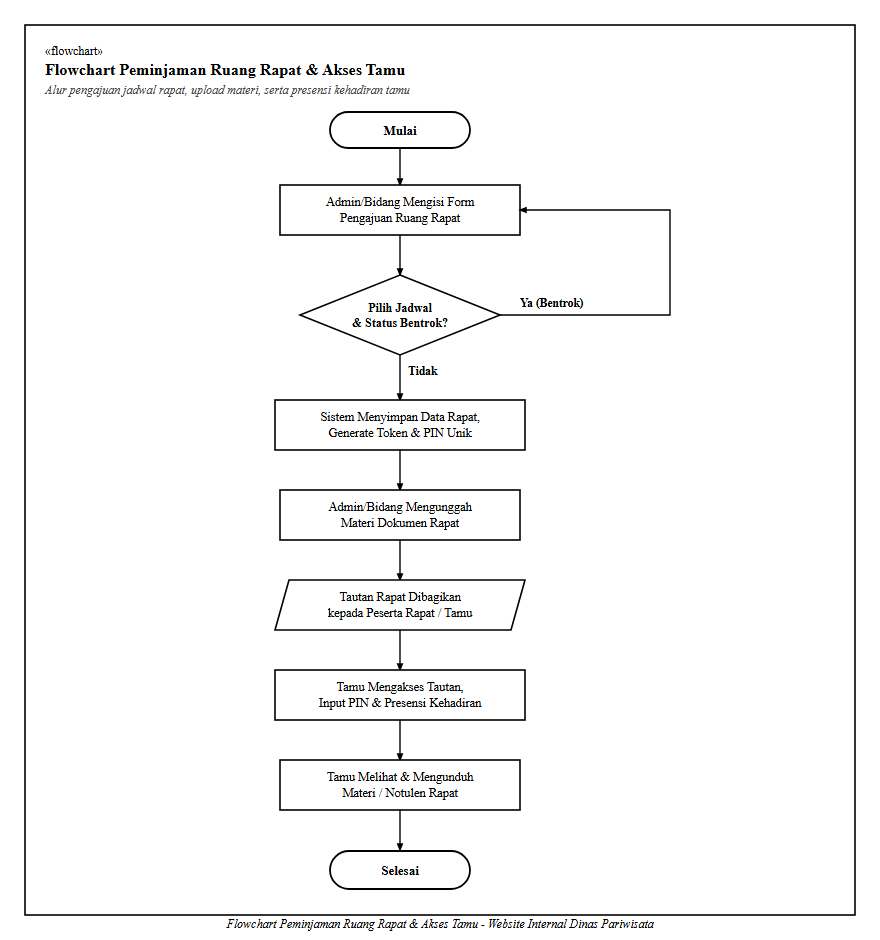 «flowchart»
Flowchart Peminjaman Ruang Rapat & Akses Tamu
Alur pengajuan jadwal rapat, upload materi, serta presensi kehadiran tamu
Mulai
Admin/Bidang Mengisi Form
Pengajuan Ruang Rapat
Pilih Jadwal
& Status Bentrok?
Ya (Bentrok)
Tidak
Sistem Menyimpan Data Rapat,
Generate Token & PIN Unik
Admin/Bidang Mengunggah
Materi Dokumen Rapat
Tautan Rapat Dibagikan
kepada Peserta Rapat / Tamu
Tamu Mengakses Tautan,
Input PIN & Presensi Kehadiran
Tamu Melihat & Mengunduh
Materi / Notulen Rapat
Selesai
Flowchart Peminjaman Ruang Rapat & Akses Tamu - Website Internal Dinas Pariwisata